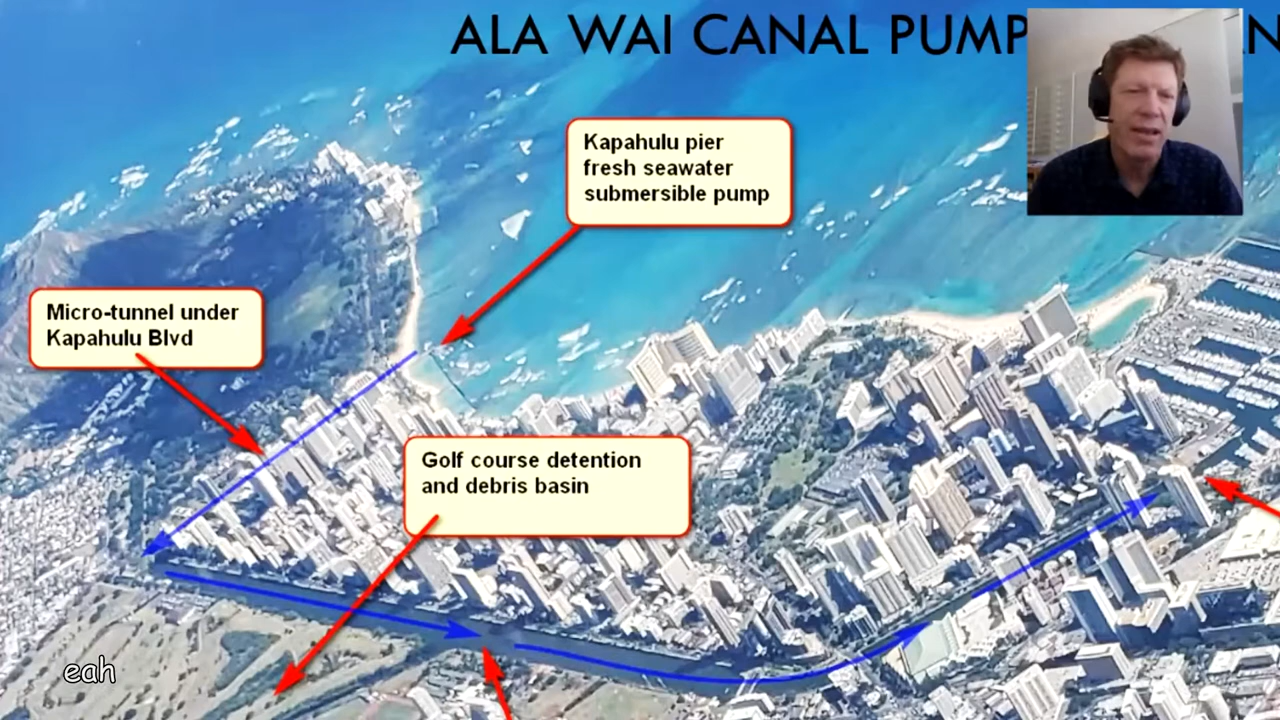 ALA WAI CANAL PUMP
Kapahulu pier
fresh seawater
submersible pump
Micro-tunnel under
Kapahulu Blvd
Golf course detention
and debris basin
eah